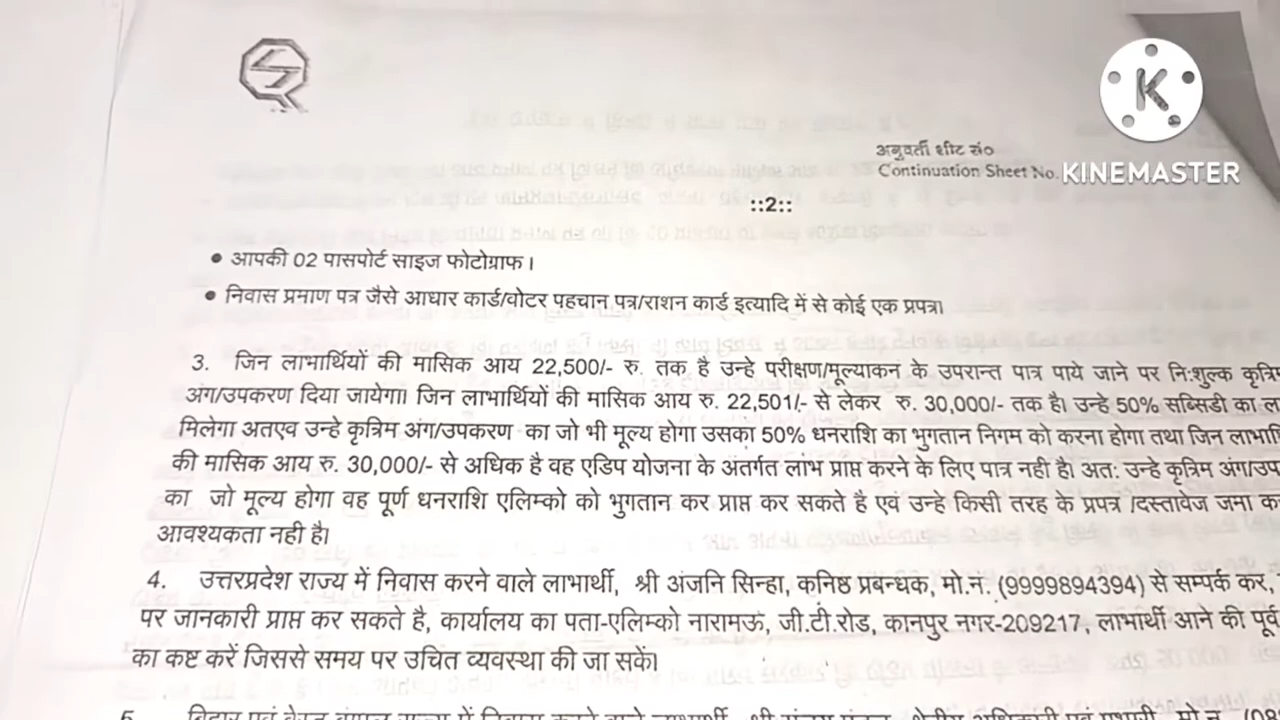 K
KINEMASTER
अनुवर्ती शीट सं०
Continuation Sheet No.
::2::
• आपकी 02 पासपोर्ट साइज फोटोग्राफ।
• निवास प्रमाण पत्र जैसे आधार कार्ड/वोटर पहचान पत्र/राशन कार्ड इत्यादि में से कोई एक प्रपत्र।
3. जिन लाभार्थियों की मासिक आय 22,500/- रु. तक है उन्हे परीक्षण/मूल्याकन के उपरान्त पात्र पाये जाने पर नि:शुल्क
अंग/उपकरण दिया जायेगा। जिन लाभार्थियों की मासिक आय रु. 22,501/- से लेकर रु. 30,000/- तक है। उन्हे 50% सब्सिडी का
मिलेगा अतएव उन्हे कृत्रिम अंग/उपकरण का जो भी मूल्य होगा उसका 50% धनराशि का भुगतान निगम को करना होगा तथा जिन
की मासिक आय रु. 30,000/- से अधिक है वह एडिप योजना के अंतर्गत लाभ प्राप्त करने के लिए पात्र नही है। अत: उन्हे कृत्रिम
का जो मूल्य होगा वह पूर्ण धनराशि एलिम्को को भुगतान कर प्राप्त कर सकते है एवं उन्हे किसी तरह के प्रपत्र /दस्तावेज जमा
आवश्यकता नही है।
4. उत्तरप्रदेश राज्य में निवास करने वाले लाभार्थी, श्री अंजनि सिन्हा, कनिष्ठ प्रबन्धक, मो.नं. (9999894394) से सम्पर्क कर,
पर जानकारी प्राप्त कर सकते है, कार्यालय का पता-एलिम्को नारामऊ, जी.टी.रोड, कानपुर नगर-209217, लाभार्थी आने की पूर्व
का कष्ट करें जिससे समय पर उचित व्यवस्था की जा सकें।